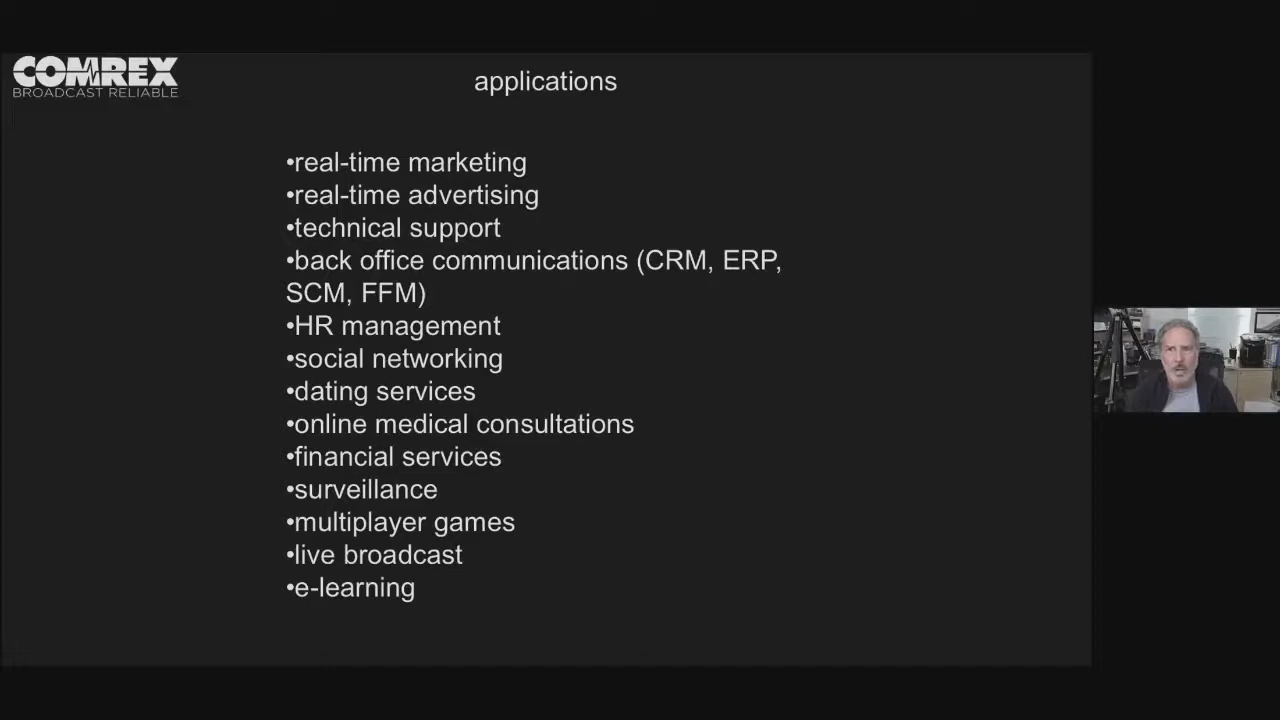 COMREX
BROADCAST RELIABLE
applications
•real-time marketing
•real-time advertising
•technical support
•back office communications (CRM, ERP,
SCM, FFM)
•HR management
•social networking
•dating services
•online medical consultations
•financial services
•surveillance
•multiplayer games
•live broadcast
•e-learning